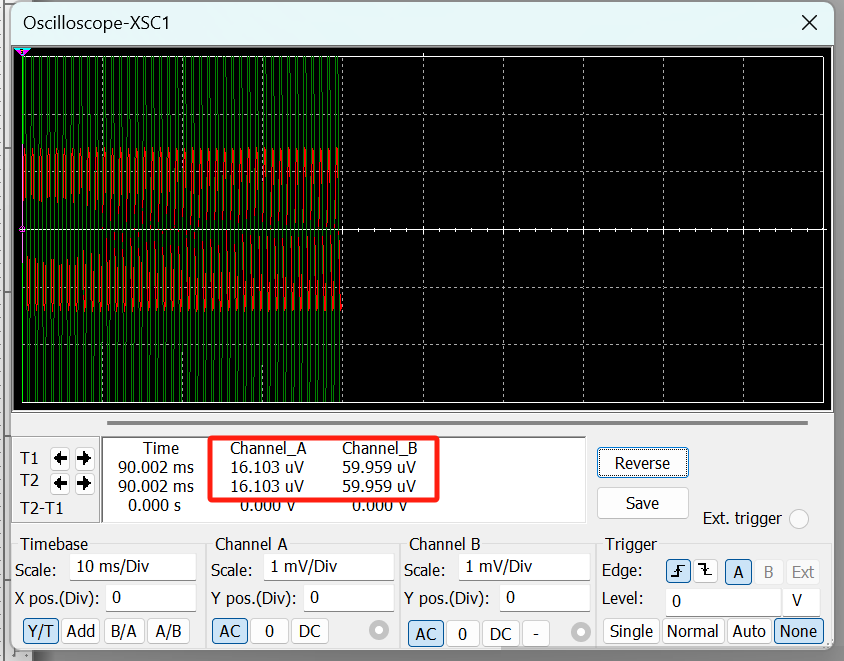 Oscilloscope-XSC1
Time Channel_A Channel_B
T1 90.002 ms 16.103 uV 59.959 uV
T2 90.002 ms 16.103 uV 59.959 uV
T2-T1 0.000 s 0.000 V 0.000 V
Reverse
Save
Ext. trigger
Timebase
Scale: 10 ms/Div
X pos.(Div): 0
Y/T Add B/A A/B
Channel A
Scale: 1 mV/Div
Y pos.(Div): 0
AC 0 DC
Channel B
Scale: 1 mV/Div
Y pos.(Div): 0
AC 0 DC -
Trigger
Edge: A B Ext
Level: 0 V
Single Normal Auto None